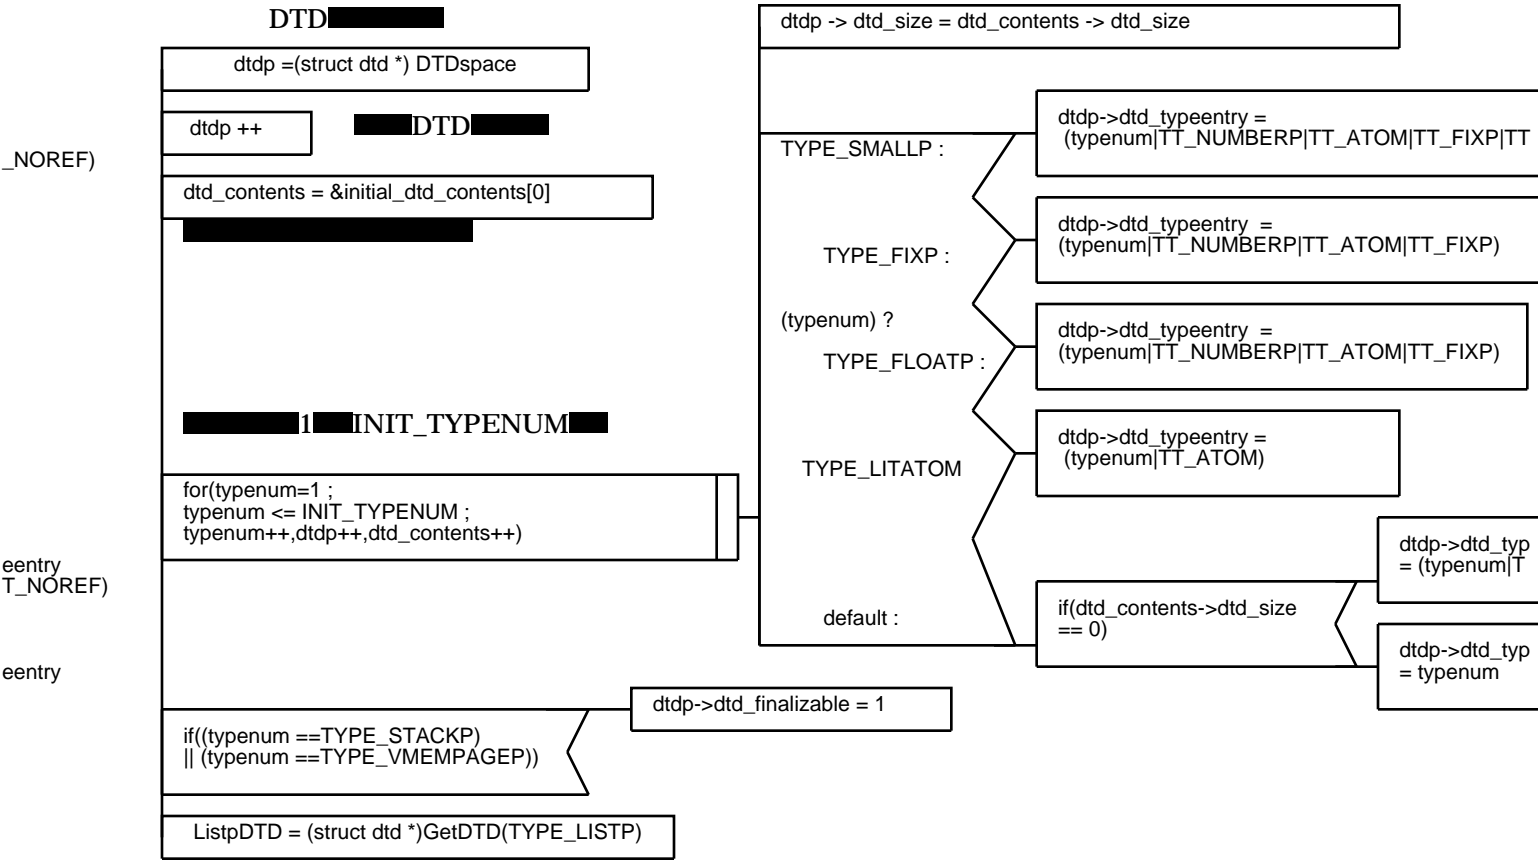 DTD
dtdp =(struct dtd *) DTDspace
dtdp ++
DTD
_NOREF)
dtd_contents = &initial_dtd_contents[0]
1 INIT_TYPENUM
for(typenum=1 ;
typenum <= INIT_TYPENUM ;
typenum++,dtdp++,dtd_contents++)
eentry
T_NOREF)
eentry
if((typenum ==TYPE_STACKP)
|| (typenum ==TYPE_VMEMPAGEP))
dtdp->dtd_finalizable = 1
ListpDTD = (struct dtd *)GetDTD(TYPE_LISTP)
dtdp -> dtd_size = dtd_contents -> dtd_size
(typenum) ?
TYPE_SMALLP :
dtdp->dtd_typeentry =
(typenum|TT_NUMBERP|TT_ATOM|TT_FIXP|TT
TYPE_FIXP :
dtdp->dtd_typeentry =
(typenum|TT_NUMBERP|TT_ATOM|TT_FIXP)
TYPE_FLOATP :
dtdp->dtd_typeentry =
(typenum|TT_NUMBERP|TT_ATOM|TT_FIXP)
TYPE_LITATOM
dtdp->dtd_typeentry =
(typenum|TT_ATOM)
default :
if(dtd_contents->dtd_size
== 0)
dtdp->dtd_typ
= (typenum|T
dtdp->dtd_typ
= typenum